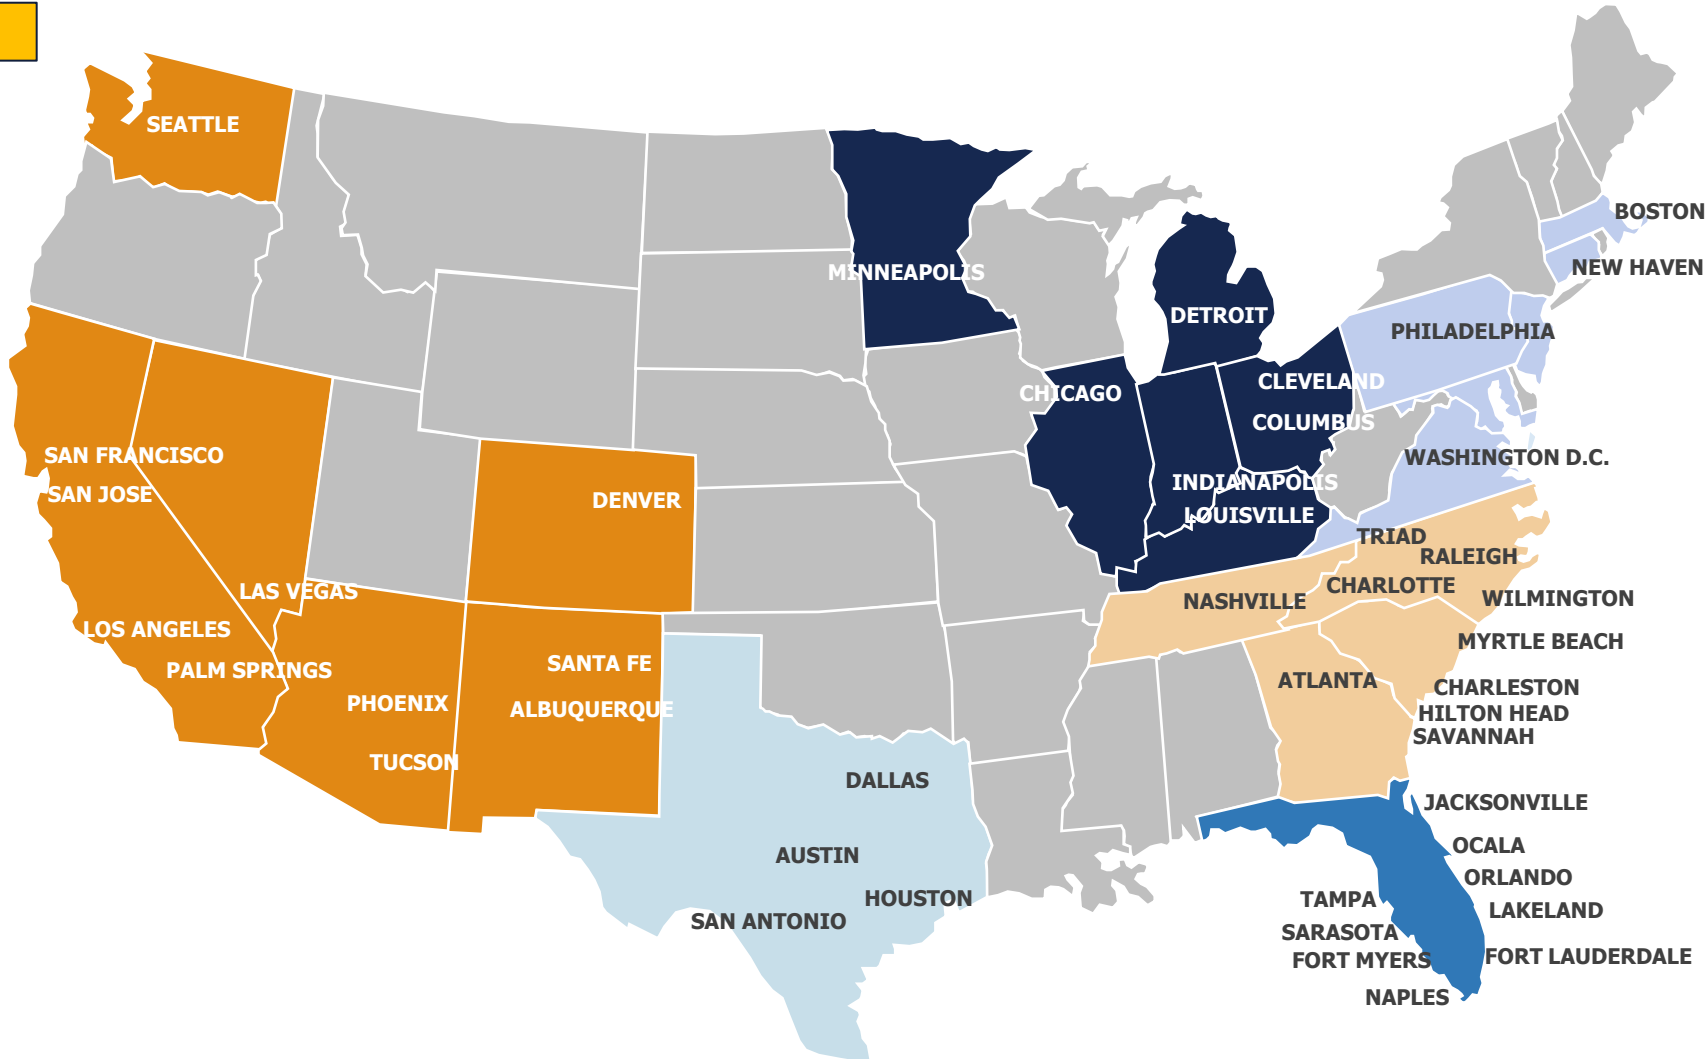 SEATTLE
BOSTON
MINNEAPOLIS
NEW HAVEN
DETROIT
PHILADELPHIA
CLEVELAND
CHICAGO
COLUMBUS
SAN FRANCISCO
WASHINGTON D.C.
INDIANAPOLIS
SAN JOSE
DENVER
LOUISVILLE
TRIAD
RALEIGH
CHARLOTTE
LAS VEGAS
NASHVILLE
WILMINGTON
LOS ANGELES
MYRTLE BEACH
SANTA FE
PALM SPRINGS
ATLANTA
CHARLESTON
PHOENIX
ALBUQUERQUE
HILTON HEAD
SAVANNAH
TUCSON
DALLAS
JACKSONVILLE
OCALA
AUSTIN
ORLANDO
HOUSTON
TAMPA
LAKELAND
SAN ANTONIO
SARASOTA
FORT LAUDERDALE
FORT MYERS
NAPLES